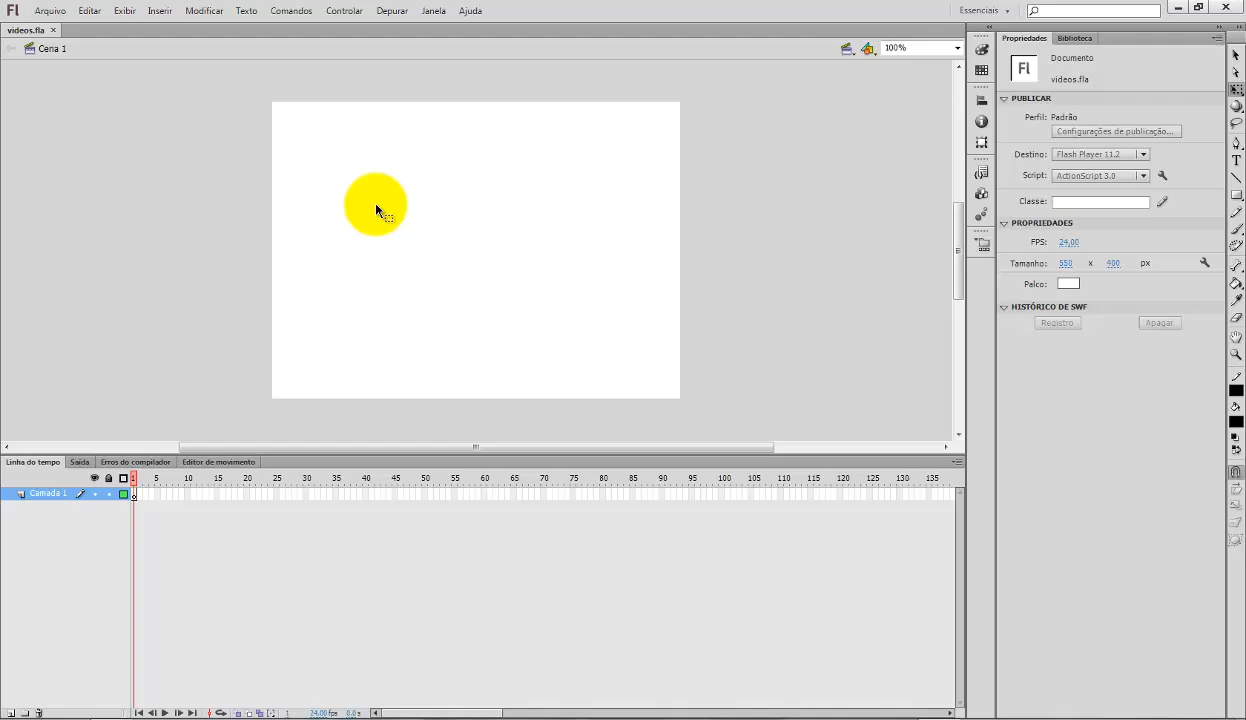 Fl Arquivo Editar Exibir Inserir Modificar Texto Comandos Controlar Depurar Janela Ajuda Essenciais
videos.fla
Cena 1 100%
Propriedades Biblioteca
Fl Documento
videos.fla
PUBLICAR
Perfil: Padrão
Configurações de publicação...
Destino: Flash Player 11.2
Script: ActionScript 3.0
Classe:
PROPRIEDADES
FPS: 24,00
Tamanho: 550 x 400 px
Palco:
HISTÓRICO DE SWF
Registro Apagar
Linha do tempo Saída Erros do compilador Editor de movimento
1 5 10 15 20 25 30 35 40 45 50 55 60 65 70 75 80 85 90 95 100 105 110 115 120 125 130 135
Camada 1
1 24,00fps 0,0s